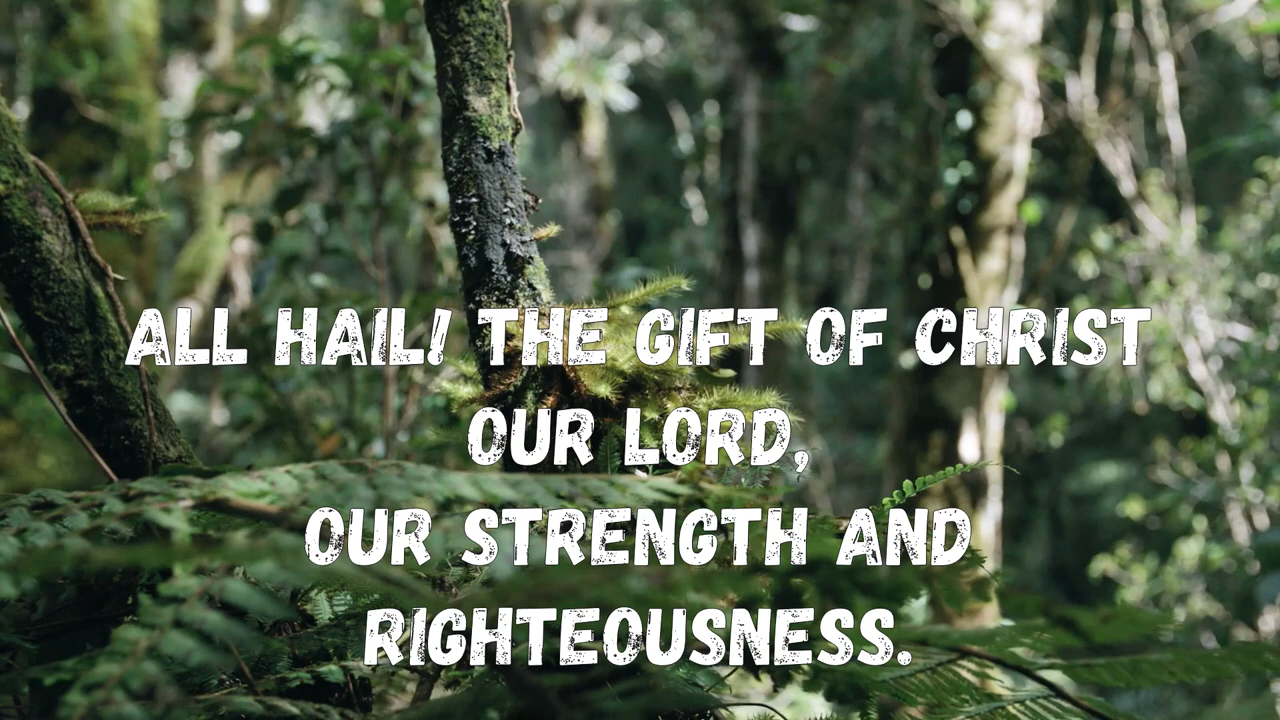 ALL HAIL! THE GIFT OF CHRIST
OUR LORD,
OUR STRENGTH AND
RIGHTEOUSNESS.